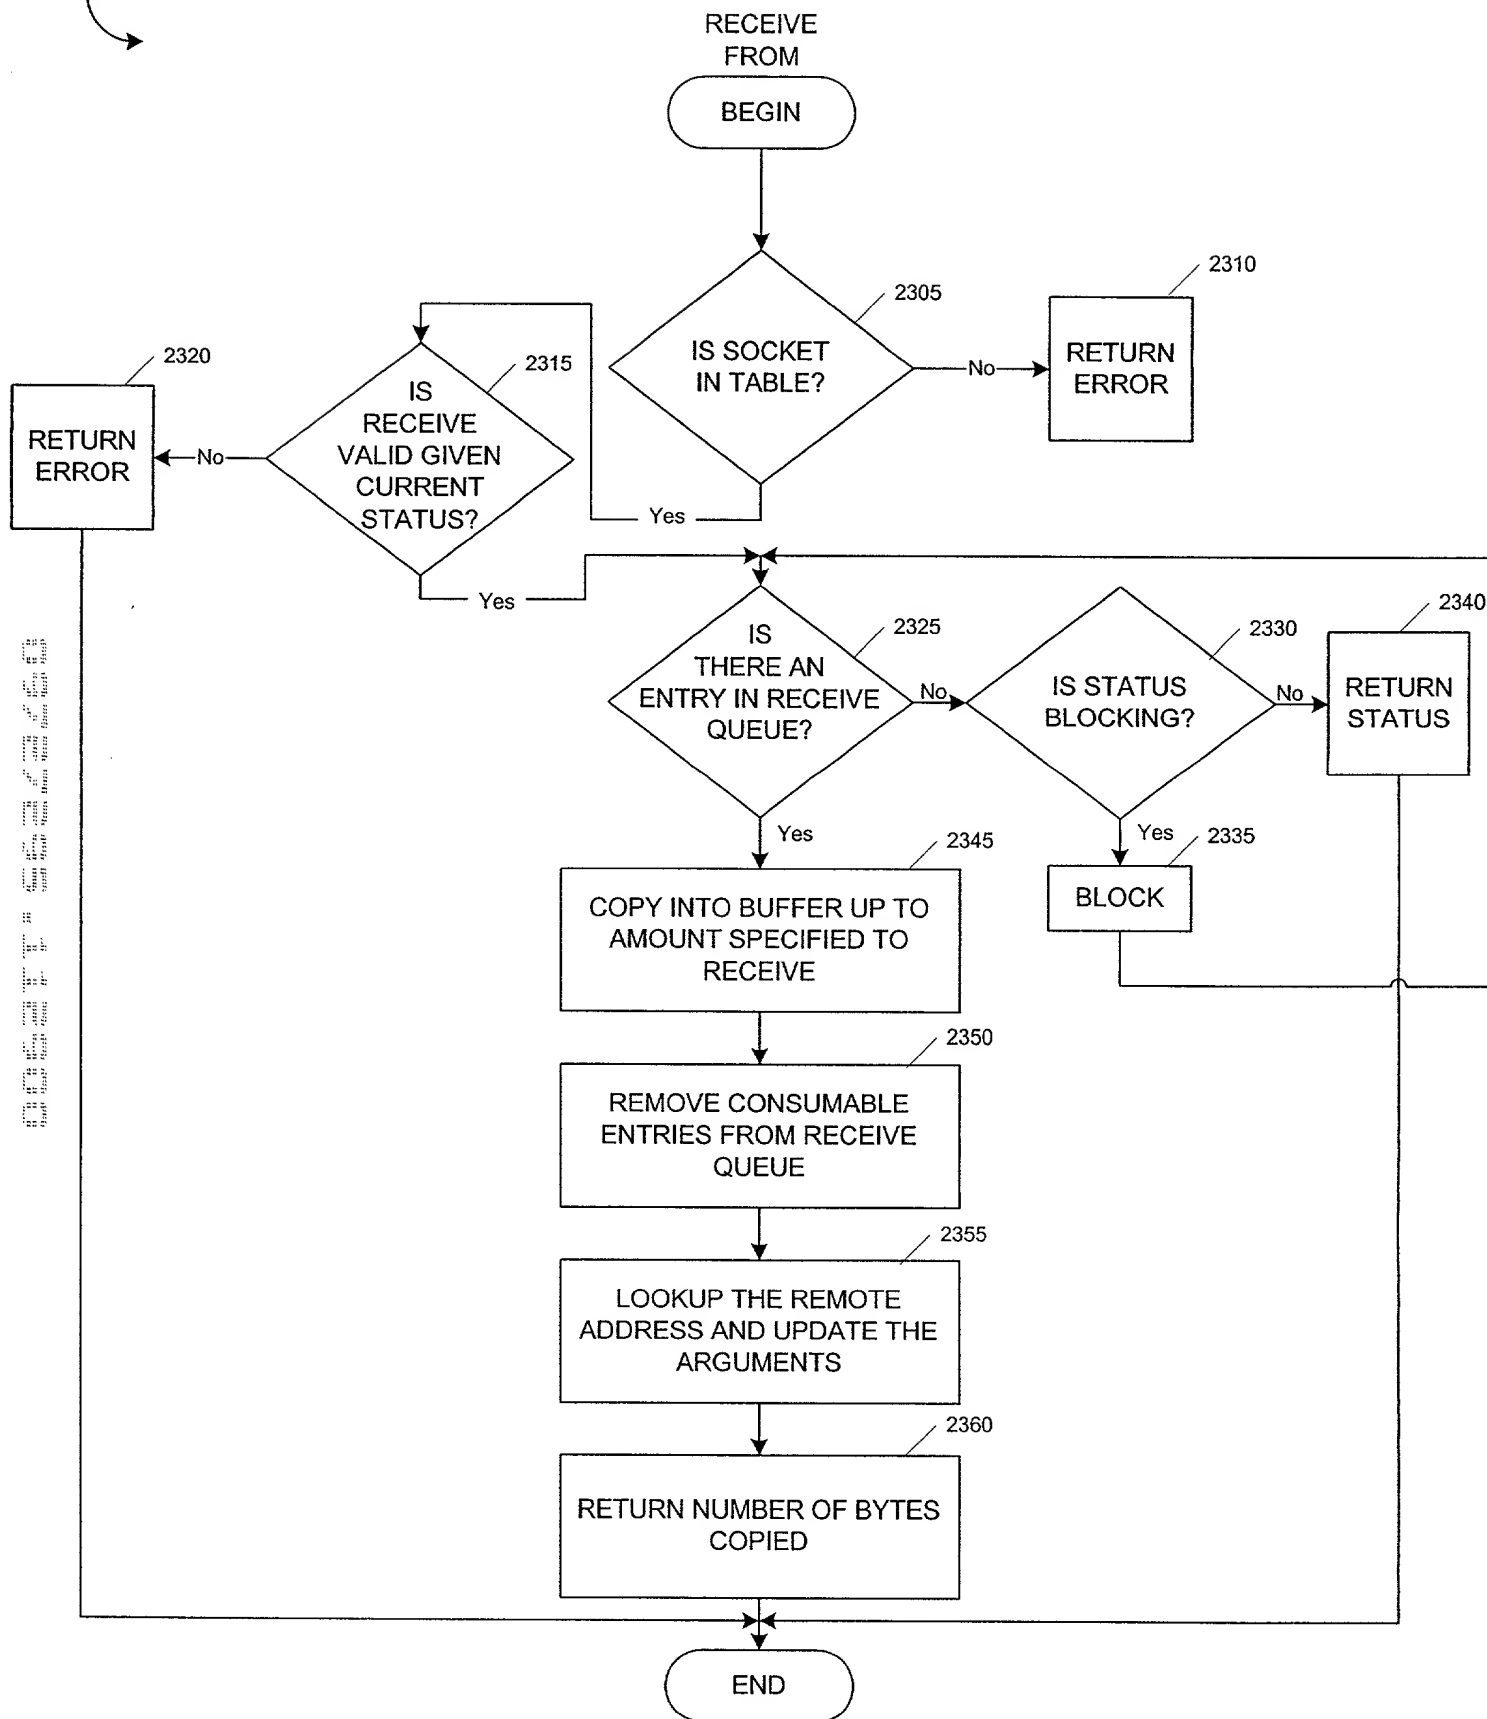 RECEIVE
FROM
BEGIN
2305
IS SOCKET
IN TABLE?
No
2310
RETURN
ERROR
Yes
2315
IS
RECEIVE
VALID GIVEN
CURRENT
STATUS?
No
2320
RETURN
ERROR
Yes
2325
IS
THERE AN
ENTRY IN RECEIVE
QUEUE?
No
2330
IS STATUS
BLOCKING?
No
2340
RETURN
STATUS
Yes
2335
BLOCK
Yes
2345
COPY INTO BUFFER UP TO
AMOUNT SPECIFIED TO
RECEIVE
2350
REMOVE CONSUMABLE
ENTRIES FROM RECEIVE
QUEUE
2355
LOOKUP THE REMOTE
ADDRESS AND UPDATE THE
ARGUMENTS
2360
RETURN NUMBER OF BYTES
COPIED
END